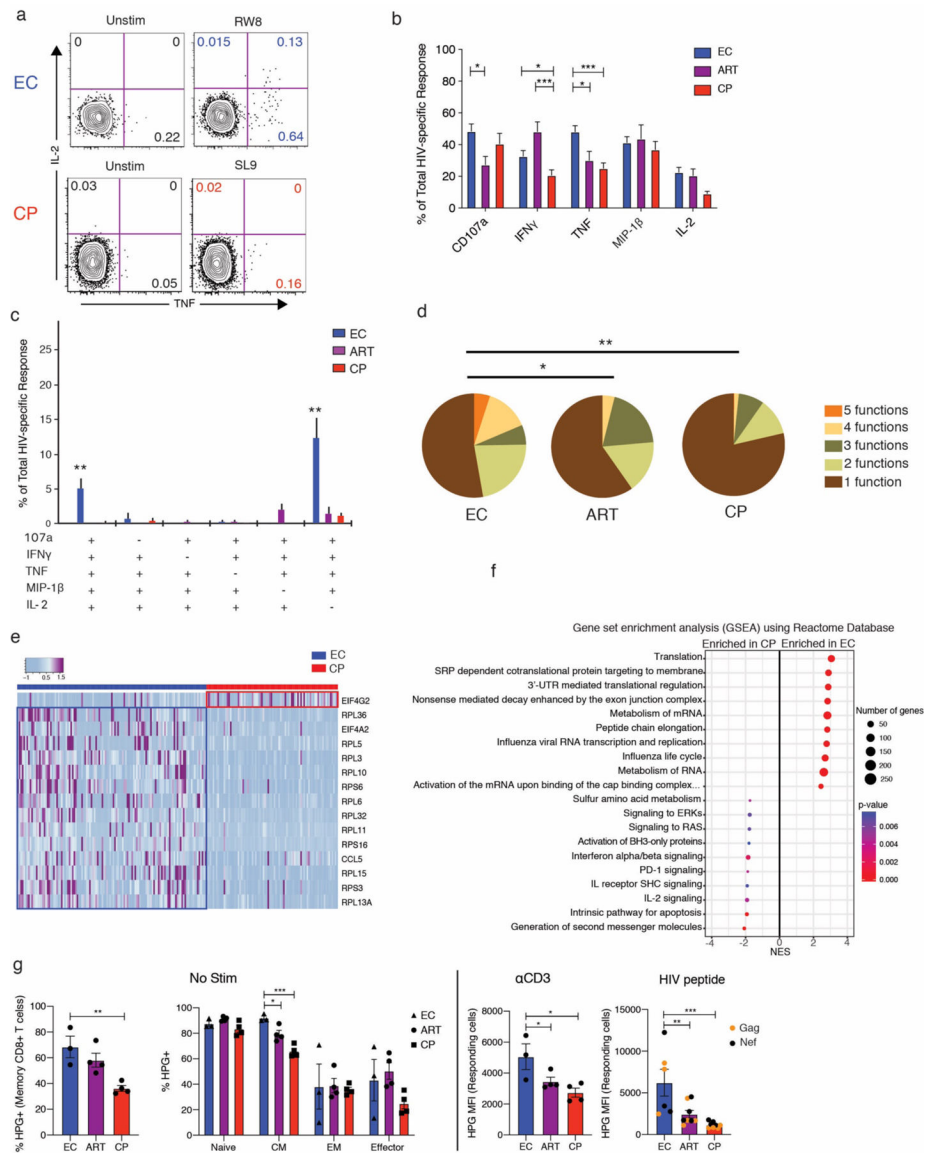 a
Unstim
RW8
EC
0
0
0.22
0.015
0.13
0.64
IL-2
Unstim
SL9
CP
0.03
0
0.05
0.02
0
0.16
TNF
b
% of Total HIV-specific Response
100
80
60
40
20
0
EC
ART
CP
*
*
***
***
*
CD107a
IFNγ
TNF
MIP-1β
IL-2
c
% of Total HIV-specific Response
25
20
15
10
5
0
EC
ART
CP
**
**
107a + - + + + +
IFNγ + + - + + +
TNF + + + - + +
MIP-1β + + + + - +
IL-2 + + + + + -
d
**
*
EC
ART
CP
5 functions
4 functions
3 functions
2 functions
1 function
e
-1 0.5 1.5
EC
CP
EIF4G2
RPL36
EIF4A2
RPL5
RPL3
RPL10
RPS6
RPL6
RPL32
RPL11
RPS16
CCL5
RPL15
RPS3
RPL13A
f
Gene set enrichment analysis (GSEA) using Reactome Database
Enriched in CP
Enriched in EC
Translation
SRP dependent cotranslational protein targeting to membrane
3'-UTR mediated translational regulation
Nonsense mediated decay enhanced by the exon junction complex
Metabolism of mRNA
Peptide chain elongation
Influenza viral RNA transcription and replication
Influenza life cycle
Metabolism of RNA
Activation of the mRNA upon binding of the cap binding complex...
Sulfur amino acid metabolism
Signaling to ERKs
Signaling to RAS
Activation of BH3-only proteins
Interferon alpha/beta signaling
PD-1 signaling
IL receptor SHC signaling
IL-2 signaling
Intrinsic pathway for apoptosis
Generation of second messenger molecules
-4 -2 0 2 4
NES
Number of genes
50
100
150
200
250
p-value
0.006
0.004
0.002
0.000
g
No Stim
% HPG+ (Memory CD8+ T celsss)
100
80
60
40
20
0
**
EC ART CP
% HPG+
100
80
60
40
20
0
***
*
Naive CM EM Effector
EC
ART
CP
αCD3
HPG MFI (Responding cells)
8000
6000
4000
2000
0
*
*
EC ART CP
HIV peptide
HPG MFI (Responding cells)
15000
10000
5000
0
***
**
EC ART CP
Gag
Nef